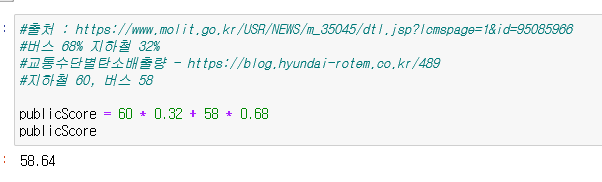 #출처 : https://www.molit.go.kr/USR/NEWS/m_35045/dtl.jsp?lcmspage=1&id=95085966
#버스 68% 지하철 32%
#교통수단별탄소배출량 - https://blog.hyundai-rotem.co.kr/489
#지하철 60, 버스 58
publicScore = 60 * 0.32 + 58 * 0.68
publicScore
58.64